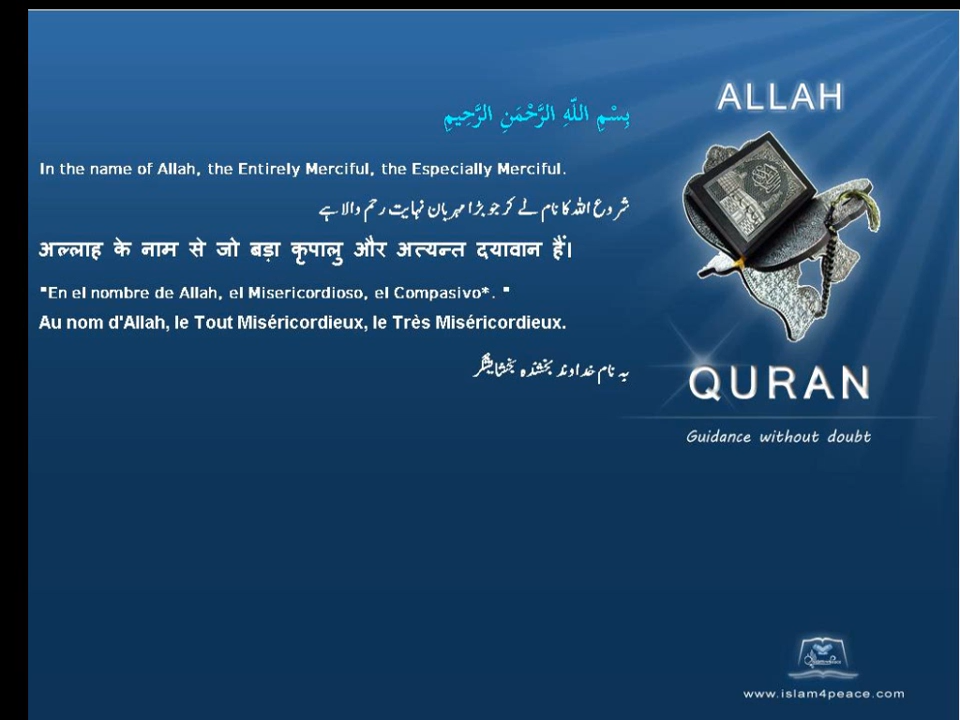 بِسْمِ اللّهِ الرَّحْمَنِ الرَّحِيمِ
In the name of Allah, the Entirely Merciful, the Especially Merciful.
شروع الله کا نام لے کر جو بڑا مہربان نہایت رحم والا ہے
अल्लाह के नाम से जो बड़ा कृपालु और अत्यन्त दयावान हैं।
"En el nombre de Allah, el Misericordioso, el Compasivo*. "
Au nom d'Allah, le Tout Miséricordieux, le Très Miséricordieux.
به نام خداوند بخشنده بخشایشگر
ALLAH
QURAN
Guidance without doubt
www.islam4peace.com